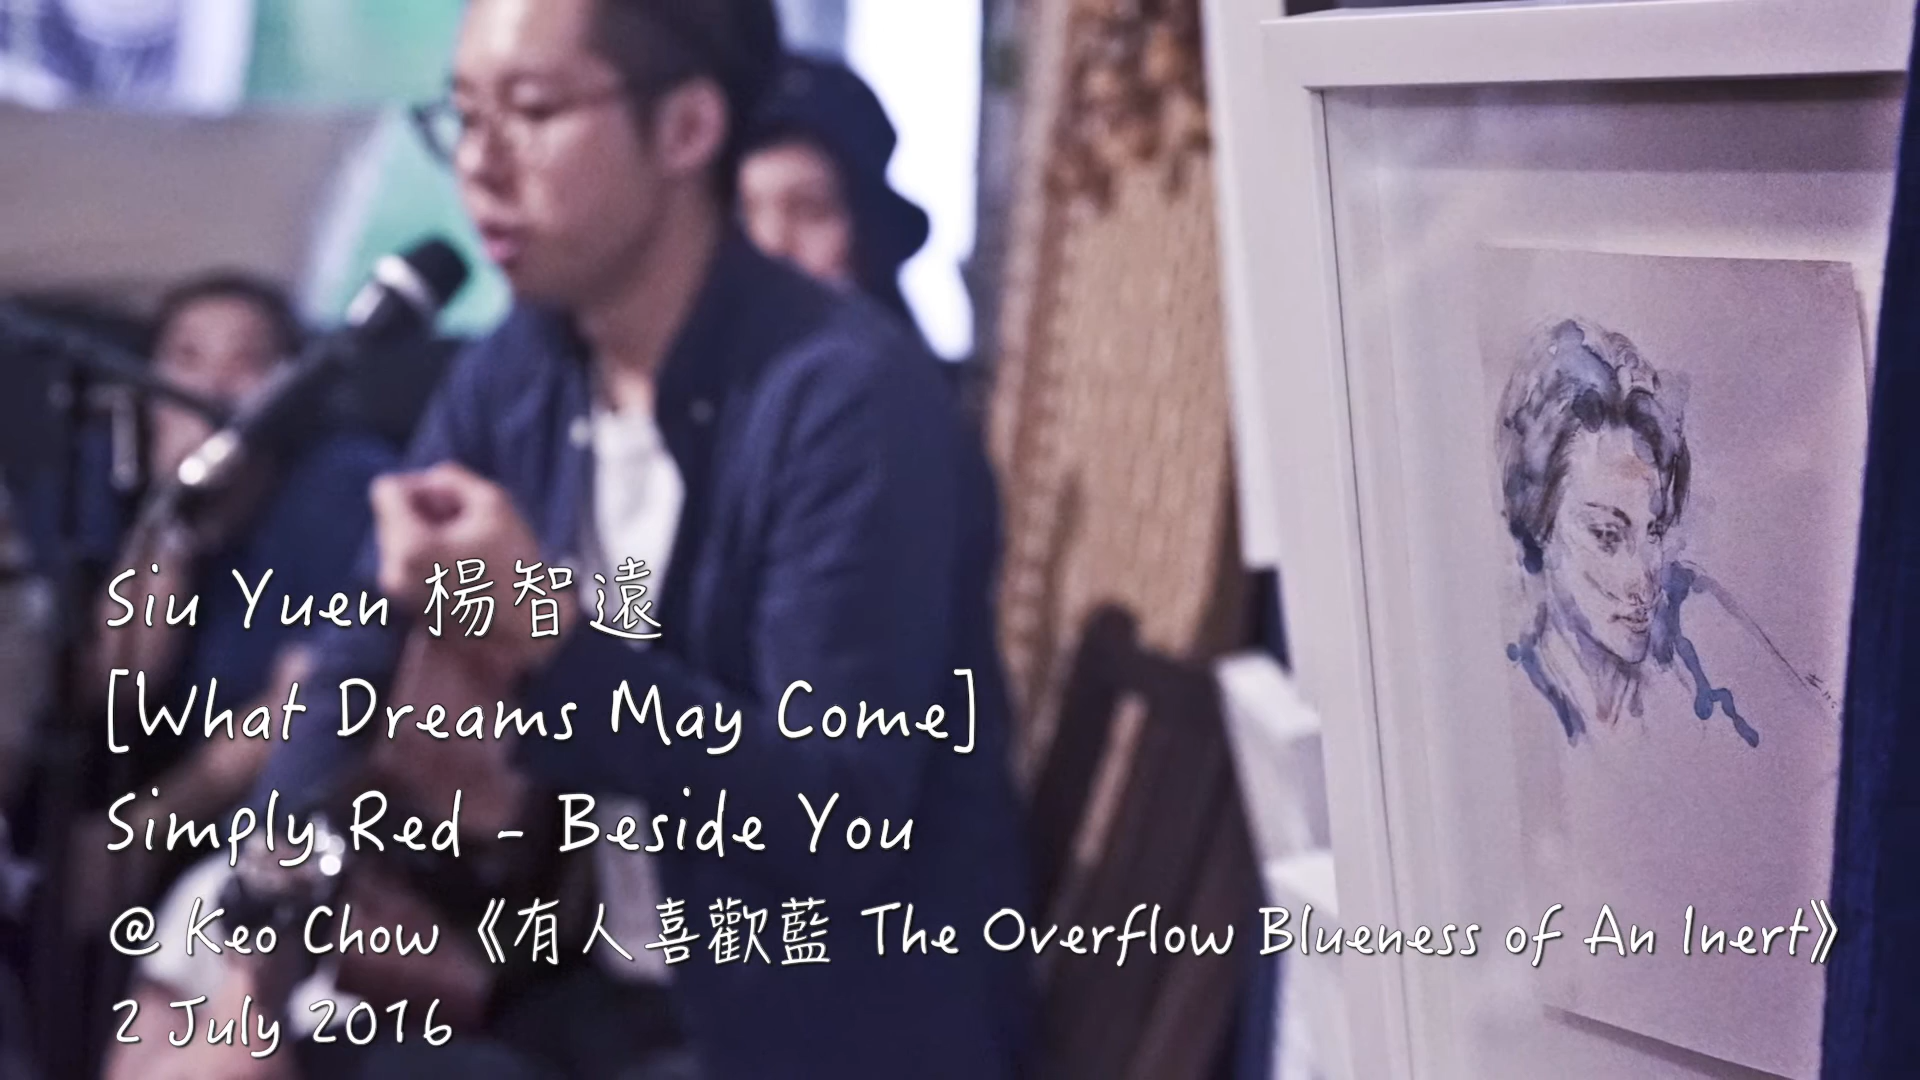 Siu Yuen 楊智遠
[What Dreams May Come]
Simply Red - Beside You
@ Keo Chow《有人喜歡藍 The Overflow Blueness of An Inert》
2 July 2016